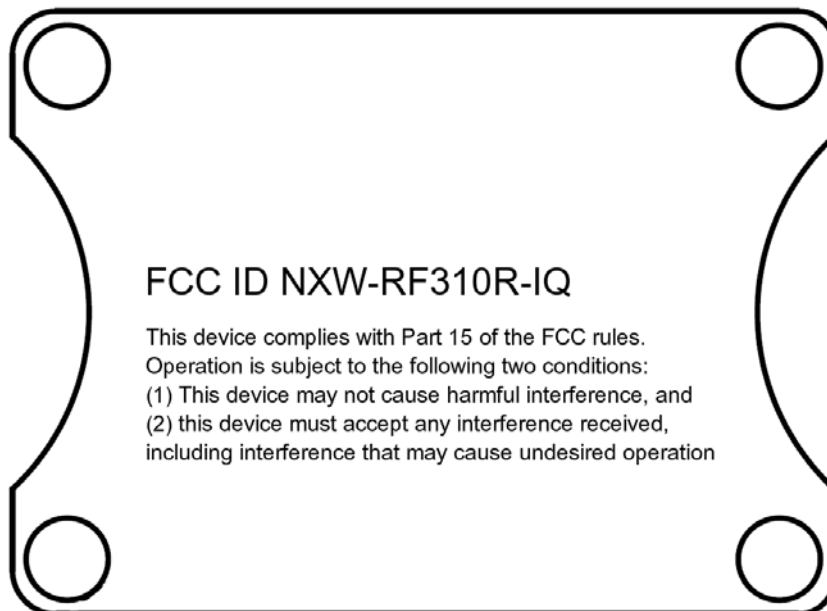 FCC ID NXW-RF310R-IQ
This device complies with Part 15 of the FCC rules.
Operation is subject to the following two conditions:
(1) This device may not cause harmful interference, and
(2) this device must accept any interference received,
including interference that may cause undesired operation